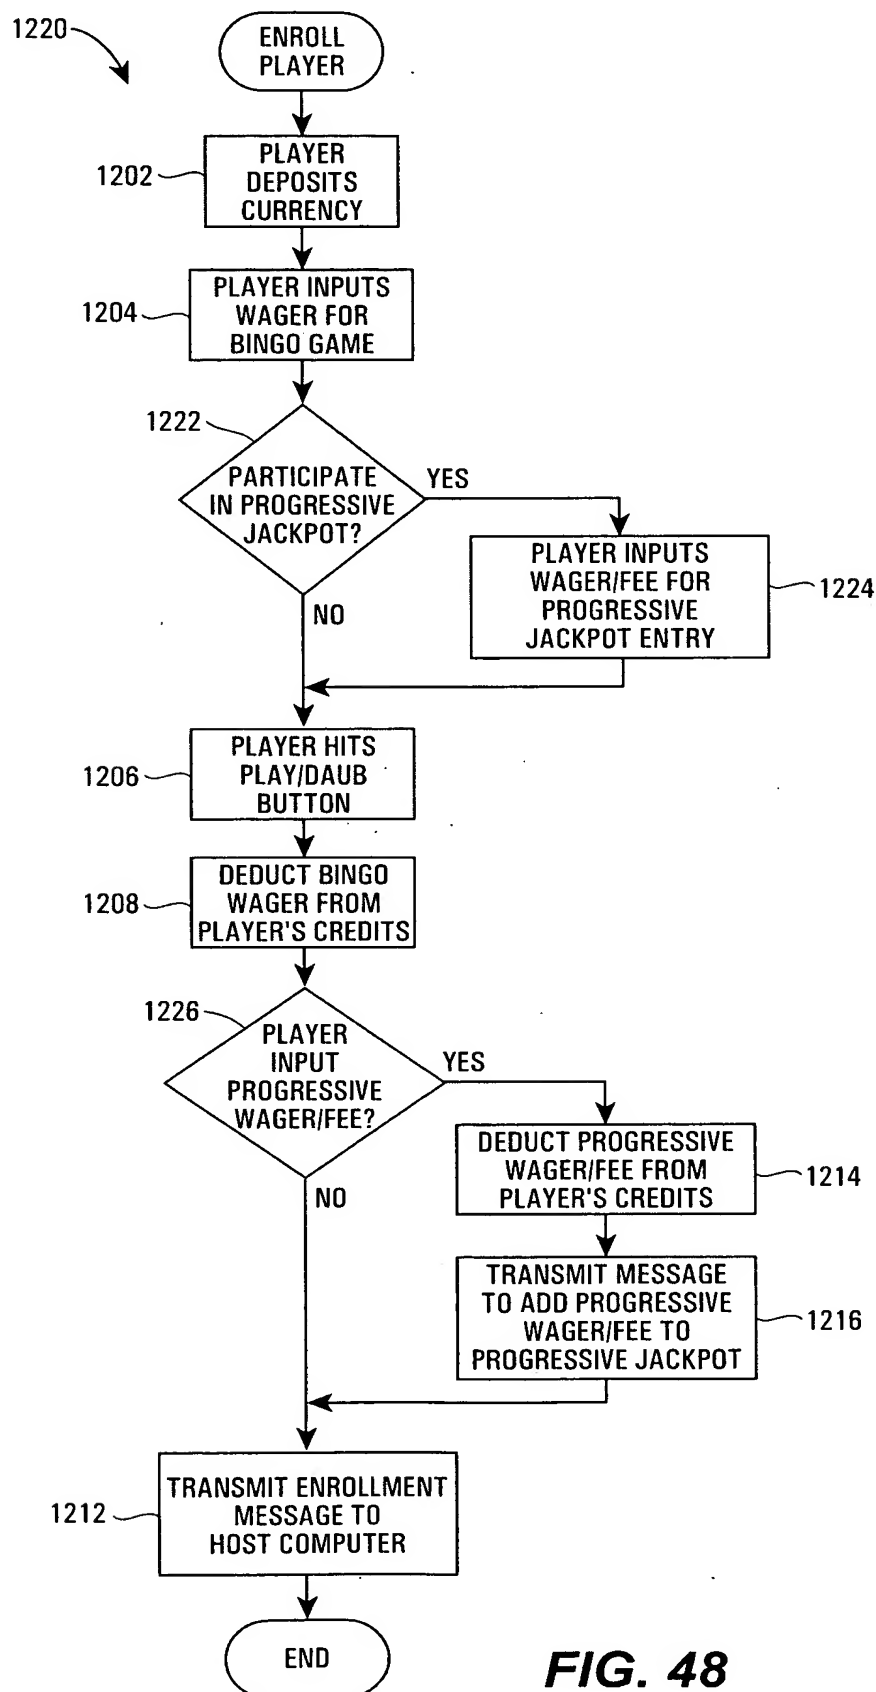 1220
ENROLL
PLAYER
1202
PLAYER
DEPOSITS
CURRENCY
1204
PLAYER INPUTS
WAGER FOR
BINGO GAME
1222
PARTICIPATE
IN PROGRESSIVE
JACKPOT?
YES
NO
PLAYER INPUTS
WAGER/FEE FOR
PROGRESSIVE
JACKPOT ENTRY
1224
1206
PLAYER HITS
PLAY/DAUB
BUTTON
1208
DEDUCT BINGO
WAGER FROM
PLAYER'S CREDITS
1226
PLAYER
INPUT
PROGRESSIVE
WAGER/FEE?
YES
NO
DEDUCT PROGRESSIVE
WAGER/FEE FROM
PLAYER'S CREDITS
1214
TRANSMIT MESSAGE
TO ADD PROGRESSIVE
WAGER/FEE TO
PROGRESSIVE JACKPOT
1216
1212
TRANSMIT ENROLLMENT
MESSAGE TO
HOST COMPUTER
END
FIG. 48